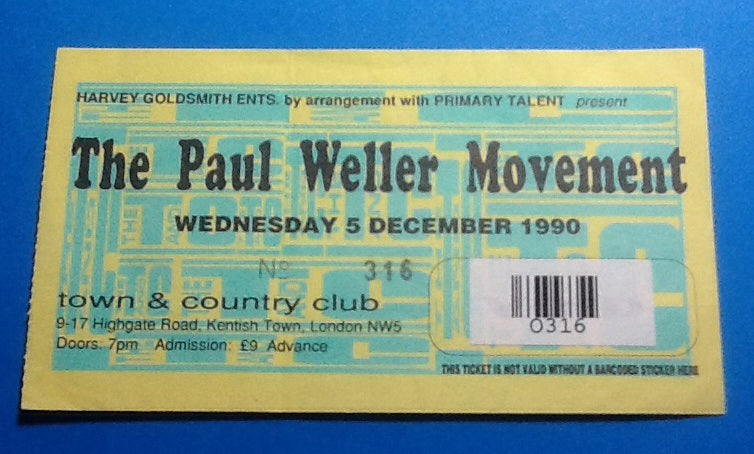 HARVEY GOLDSMITH ENTS. by arrangement with PRIMARY TALENT present
The Paul Weller Movement
WEDNESDAY 5 DECEMBER 1990
Nº 316
town & country club
9-17 Highgate Road, Kentish Town, London NW5
Doors: 7pm Admission: £9 Advance
0316
THIS TICKET IS NOT VALID WITHOUT A BARCODED STICKER HERE